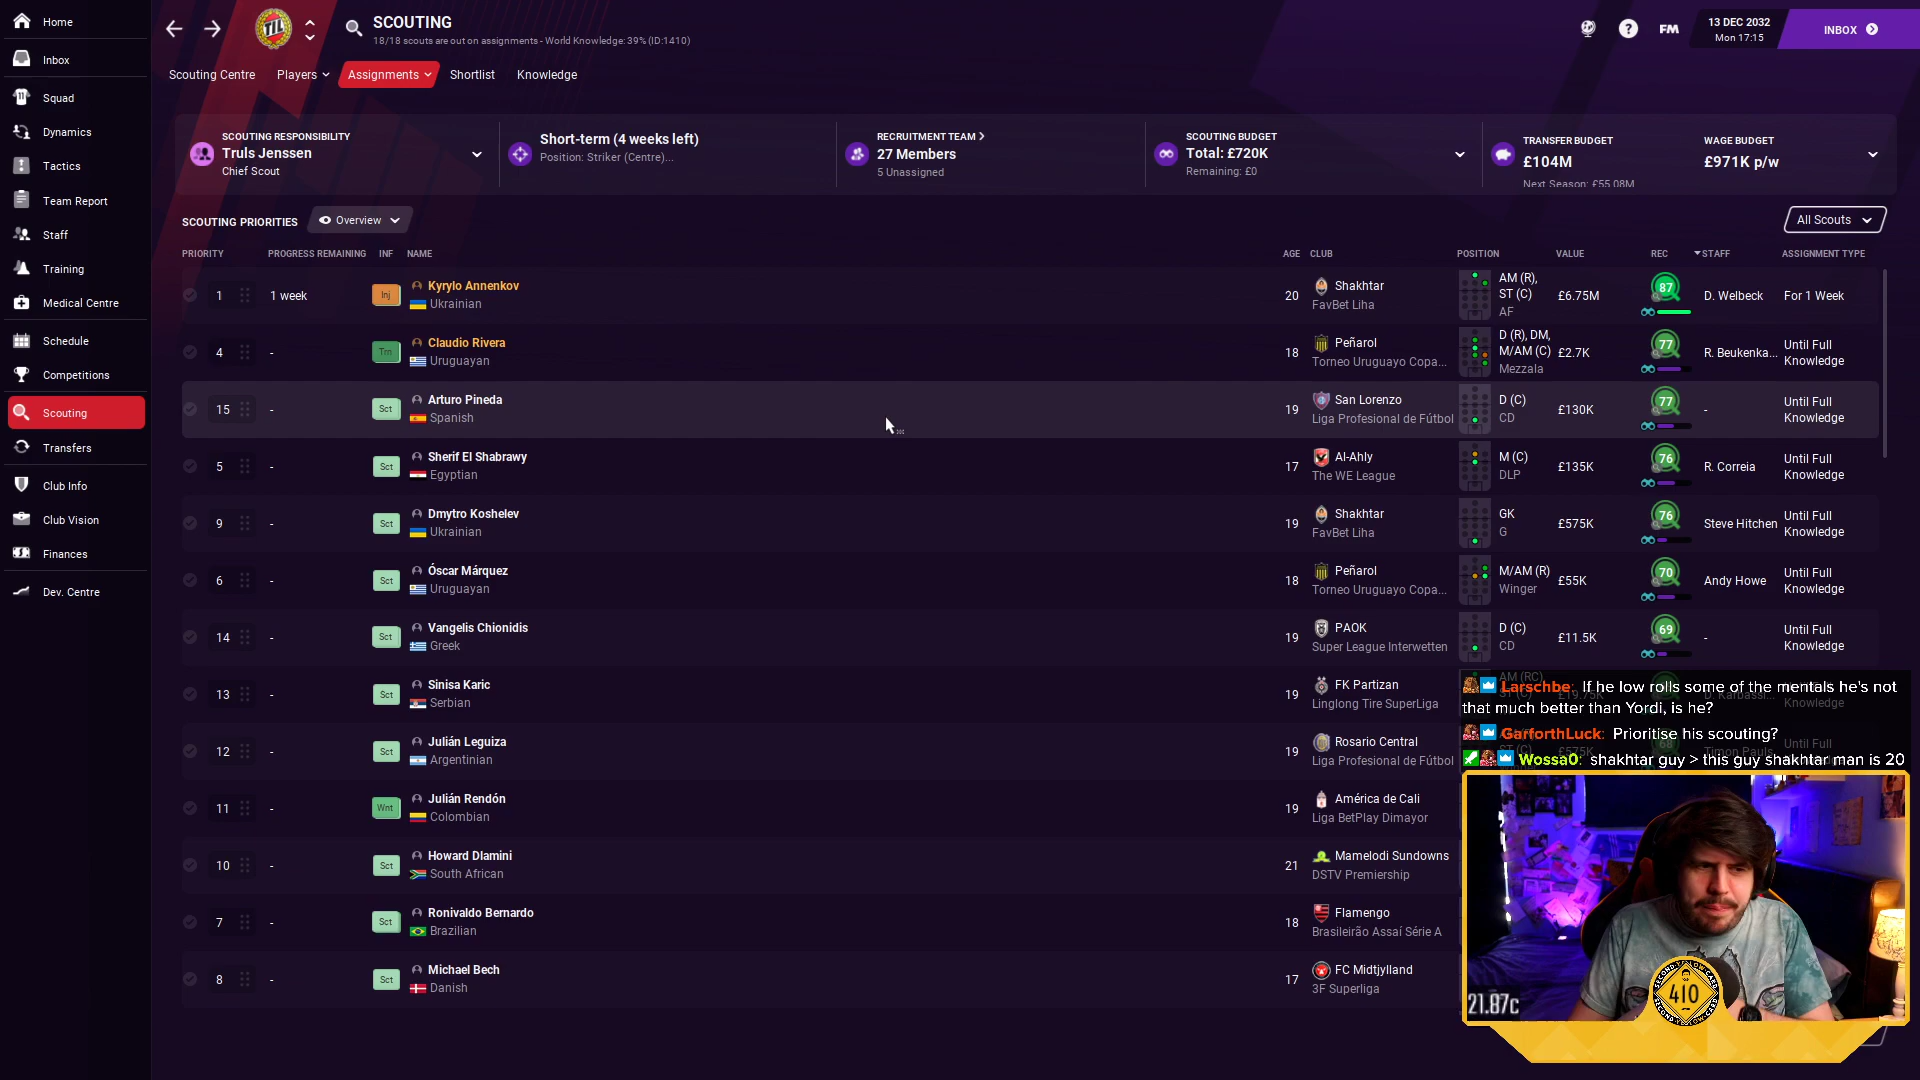 Home
Inbox
Squad
Dynamics
Tactics
Team Report
Staff
Training
Medical Centre
Schedule
Competitions
Scouting
Transfers
Club Info
Club Vision
Finances
Dev. Centre
TIL
SCOUTING
18/18 scouts are out on assignments - World Knowledge: 39% (ID:1410)
FM
13 DEC 2032
Mon 17:15
INBOX
Scouting Centre Players Assignments Shortlist Knowledge
SCOUTING RESPONSIBILITY
Truls Jenssen
Chief Scout
Short-term (4 weeks left)
Position: Striker (Centre)...
RECRUITMENT TEAM
27 Members
5 Unassigned
SCOUTING BUDGET
Total: £720K
Remaining: £0
TRANSFER BUDGET
£104M
Next Season: £55.08M
WAGE BUDGET
£971K p/w
SCOUTING PRIORITIES Overview All Scouts
PRIORITY PROGRESS REMAINING INF NAME AGE CLUB POSITION VALUE REC STAFF ASSIGNMENT TYPE
1 1 week Inj Kyrylo Annenkov Ukrainian 20 Shakhtar FavBet Liha AM (R), ST (C) AF £6.75M 87 D. Welbeck For 1 Week
4 - Trn Claudio Rivera Uruguayan 18 Peñarol Torneo Uruguayo Copa... D (R), DM, M/AM (C) Mezzala £2.7K 77 R. Beukenka... Until Full Knowledge
15 - Sct Arturo Pineda Spanish 19 San Lorenzo Liga Profesional de Fútbol D (C) CD £130K 77 - Until Full Knowledge
5 - Sct Sherif El Shabrawy Egyptian 17 Al-Ahly The WE League M (C) DLP £135K 76 R. Correia Until Full Knowledge
9 - Sct Dmytro Koshelev Ukrainian 19 Shakhtar FavBet Liha GK G £575K 76 Steve Hitchen Until Full Knowledge
6 - Sct Óscar Márquez Uruguayan 18 Peñarol Torneo Uruguayo Copa... M/AM (R) Winger £55K 70 Andy Howe Until Full Knowledge
14 - Sct Vangelis Chionidis Greek 19 PAOK Super League Interwetten D (C) CD £11.5K 69 - Until Full Knowledge
13 - Sct Sinisa Karic Serbian 19 FK Partizan Linglong Tire SuperLiga
12 - Sct Julián Leguiza Argentinian 19 Rosario Central Liga Profesional de Fútbol
11 - Wnt Julián Rendón Colombian 19 América de Cali Liga BetPlay Dimayor
10 - Sct Howard Dlamini South African 21 Mamelodi Sundowns DSTV Premiership
7 - Sct Ronivaldo Bernardo Brazilian 18 Flamengo Brasileirão Assaí Série A
8 - Sct Michael Bech Danish 17 FC Midtjylland 3F Superliga
Larschbe: If he low rolls some of the mentals he's not
that much better than Yordi, is he?
GarforthLuck: Prioritise his scouting?
Wossa0: shakhtar guy > this guy shakhtar man is 20
21.87c
SECOND YELLOW CARD
410